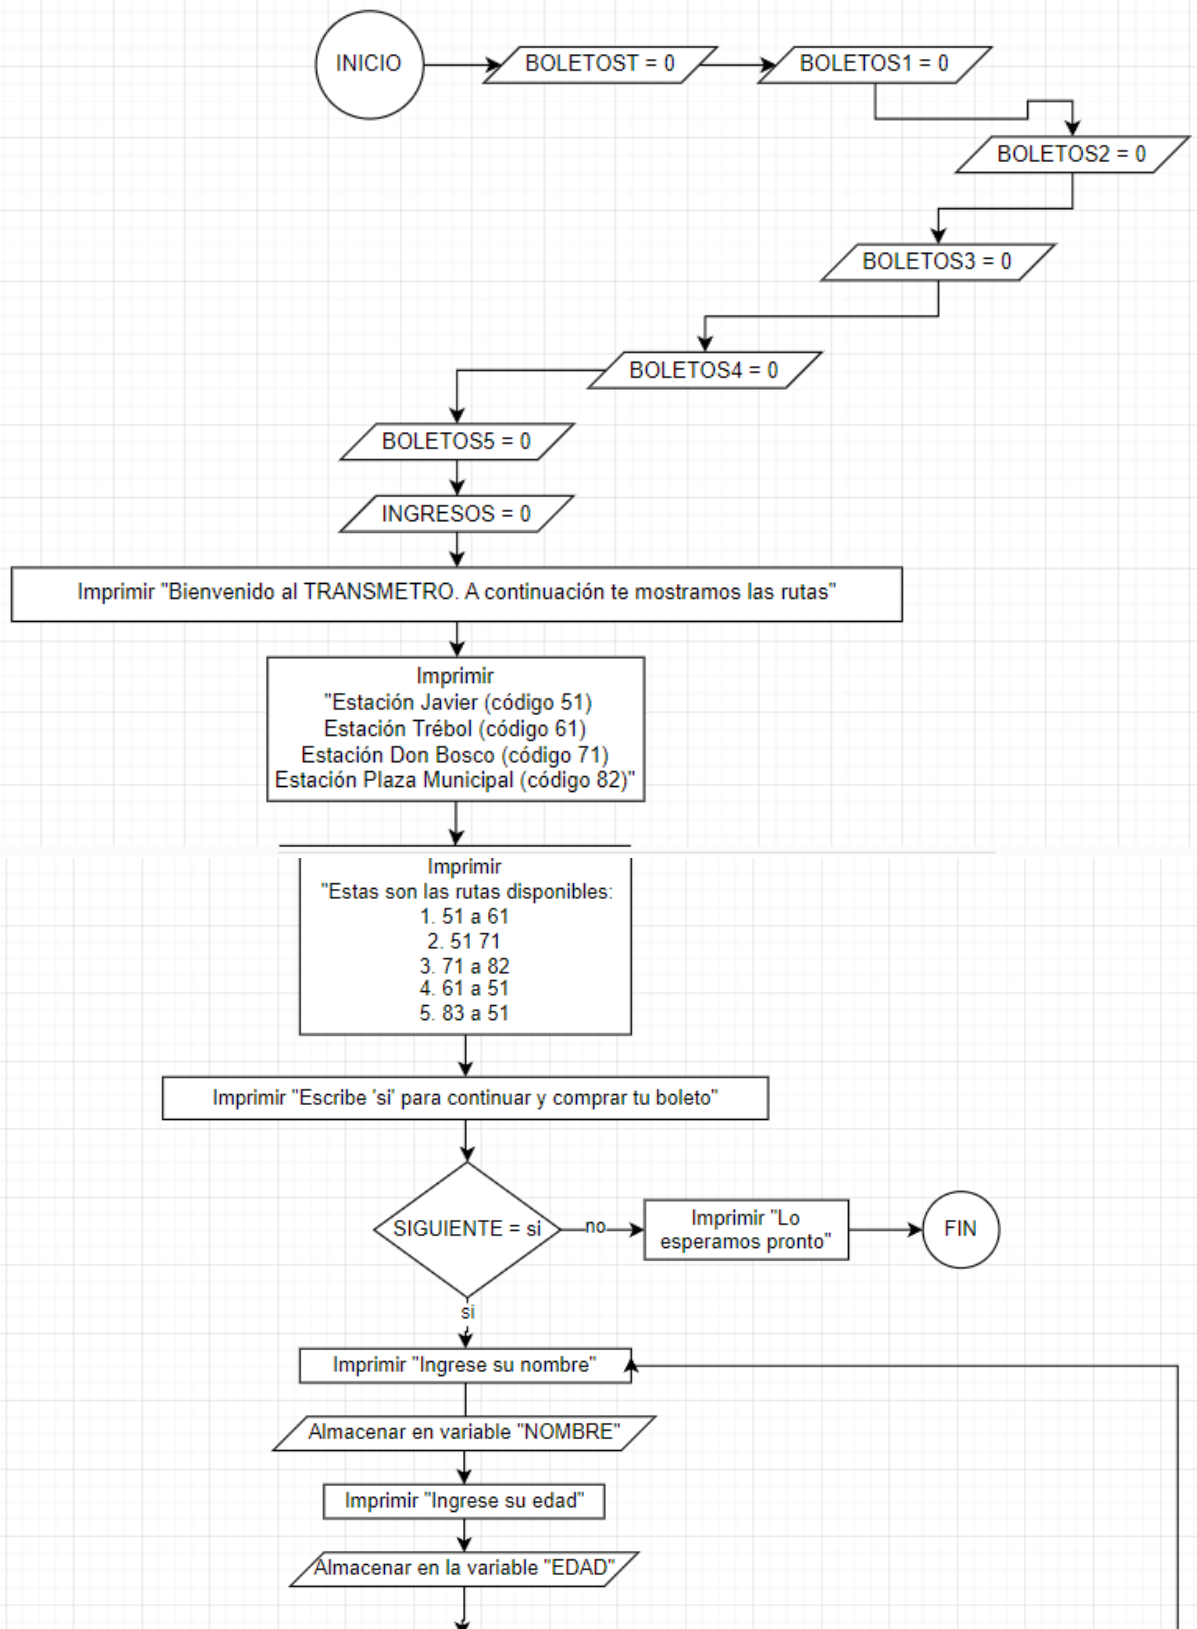 INICIO
BOLETOST = 0
BOLETOS1 = 0
BOLETOS2 = 0
BOLETOS3 = 0
BOLETOS4 = 0
BOLETOS5 = 0
INGRESOS = 0
Imprimir "Bienvenido al TRANSMETRO. A continuación te mostramos las rutas"
Imprimir
"Estación Javier (código 51)
Estación Trébol (código 61)
Estación Don Bosco (código 71)
Estación Plaza Municipal (código 82)"
Imprimir
"Estas son las rutas disponibles:
1. 51 a 61
2. 51 71
3. 71 a 82
4. 61 a 51
5. 83 a 51
Imprimir "Escribe 'si' para continuar y comprar tu boleto"
SIGUIENTE = si
no
Imprimir "Lo
esperamos pronto"
FIN
si
Imprimir "Ingrese su nombre"
Almacenar en variable "NOMBRE"
Imprimir "Ingrese su edad"
Almacenar en la variable "EDAD"